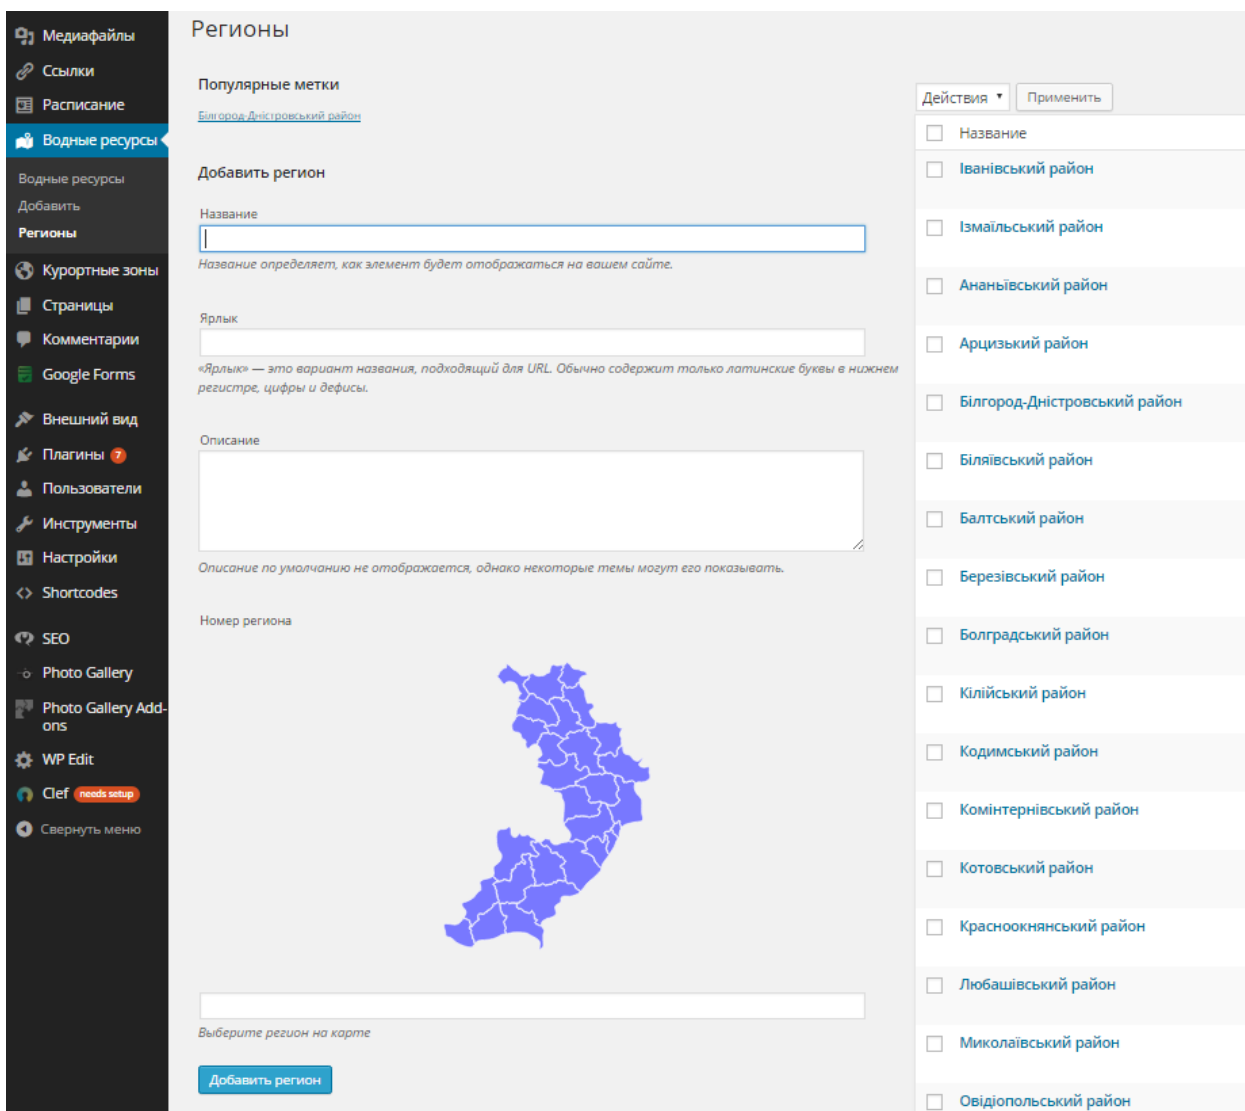 Медиафайлы
Ссылки
Расписание
Водные ресурсы
Водные ресурсы
Добавить
Регионы
Курортные зоны
Страницы
Комментарии
Google Forms
Внешний вид
Плагины 7
Пользователи
Инструменты
Настройки
Shortcodes
SEO
Photo Gallery
Photo Gallery Add-
ons
WP Edit
Clef needs setup
Свернуть меню
Регионы
Популярные метки
Білгород-Дністровський район
Добавить регион
Название
Название определяет, как элемент будет отображаться на вашем сайте.
Ярлык
«Ярлык» — это вариант названия, подходящий для URL. Обычно содержит только латинские буквы в нижнем
регистре, цифры и дефисы.
Описание
Описание по умолчанию не отображается, однако некоторые темы могут его показывать.
Номер региона
Выберите регион на карте
Добавить регион
Действия
Применить
Название
Іванівський район
Ізмаїльський район
Ананьївський район
Арцизький район
Білгород-Дністровський район
Біляївський район
Балтський район
Березівський район
Болградський район
Кілійський район
Кодимський район
Комінтернівський район
Котовський район
Красноокнянський район
Любашівський район
Миколаївський район
Овідіопольський район